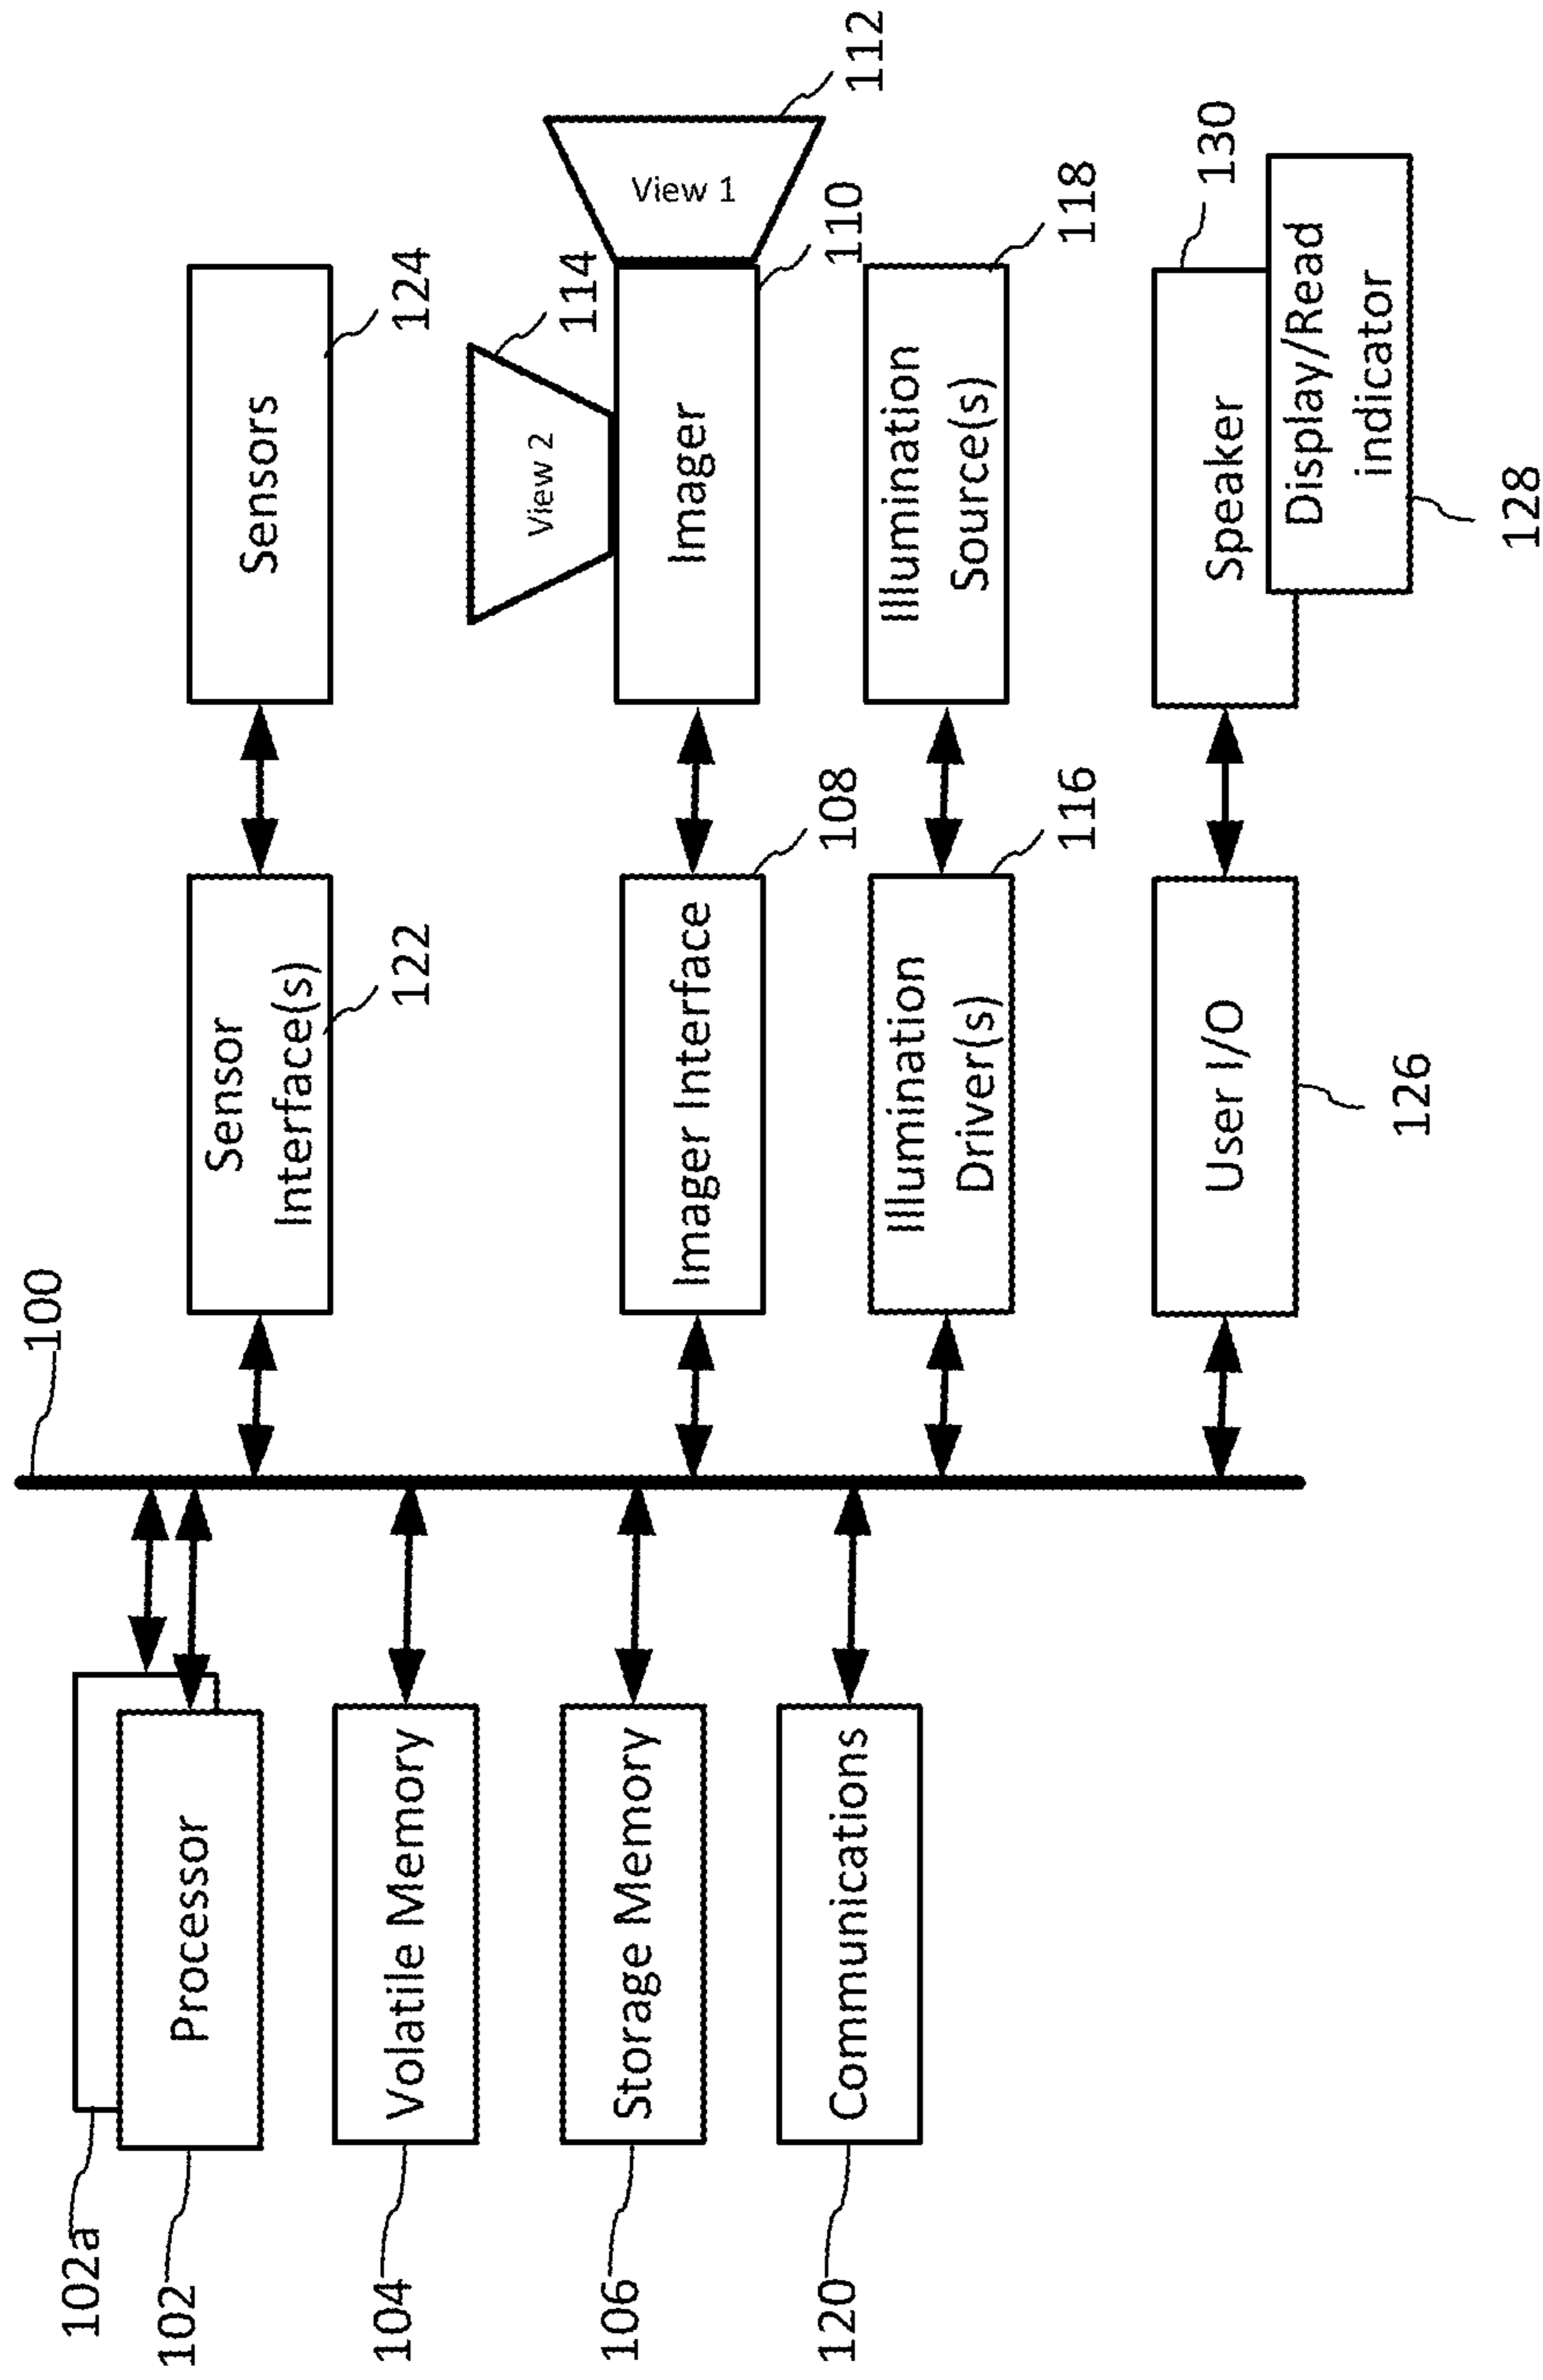 100
102a
Processor
102
Volatile Memory
104
Storage Memory
106
Communications
120
Sensor
Interface(s)
122
Sensors
124
Imager Interface
108
View 2
114
Imager
110
View 1
112
Illumination
Driver(s)
116
Illumination
Source(s)
118
User I/O
126
Speaker
130
Display/Read
indicator
128